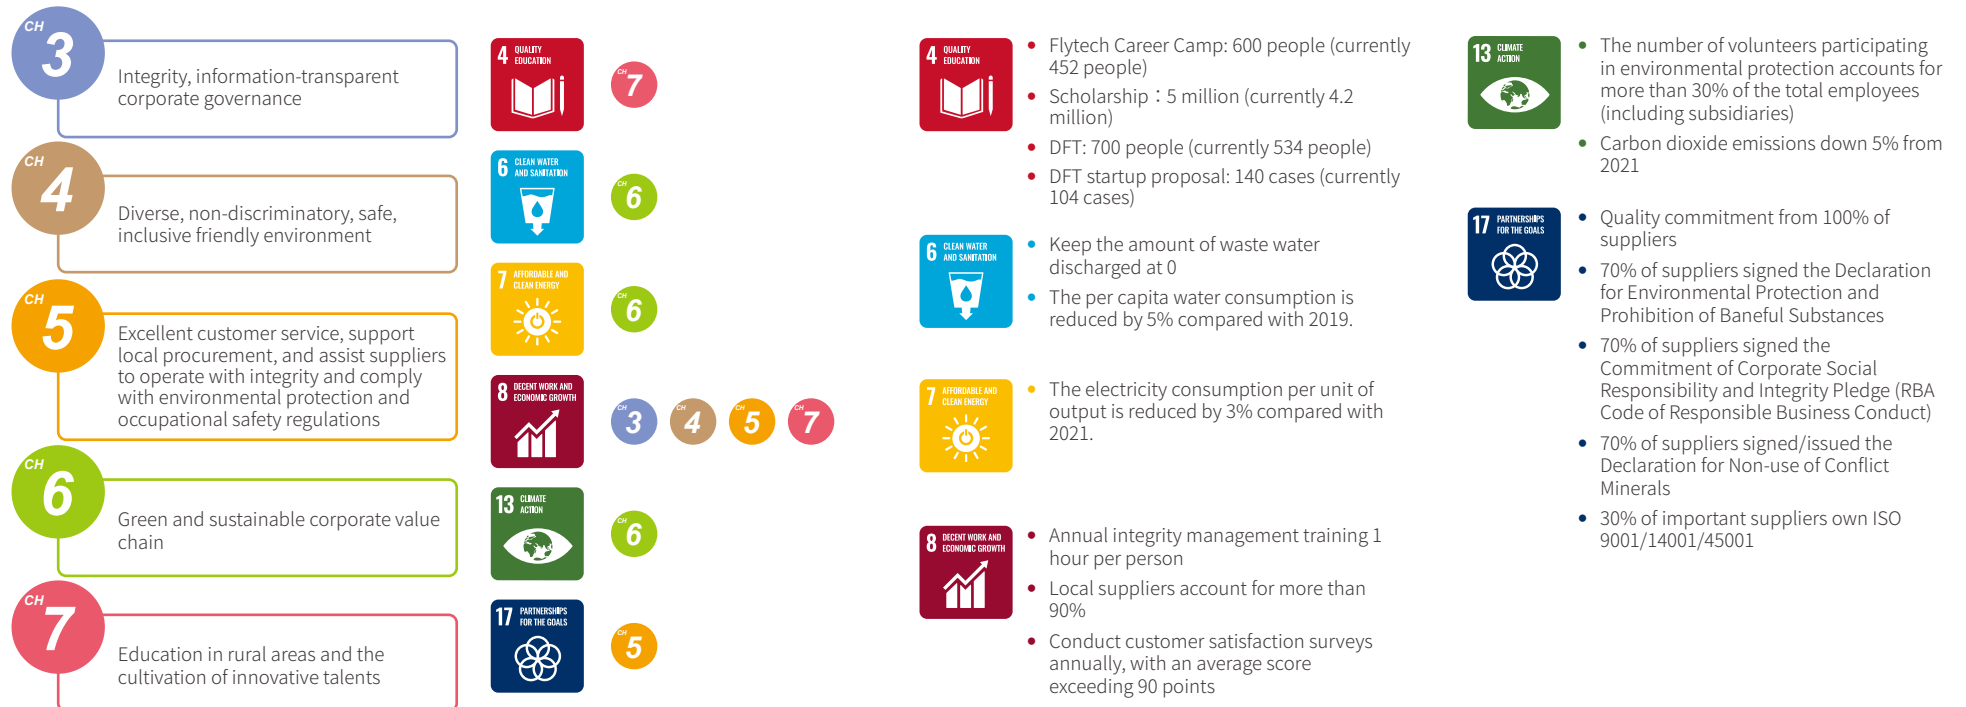 CH
3
Integrity, information-transparent
corporate governance
CH
4
Diverse, non-discriminatory, safe,
inclusive friendly environment
CH
5
Excellent customer service, support
local procurement, and assist suppliers
to operate with integrity and comply
with environmental protection and
occupational safety regulations
CH
6
Green and sustainable corporate value
chain
CH
7
Education in rural areas and the
cultivation of innovative talents
4 QUALITY
EDUCATION
CH
7
6 CLEAN WATER
AND SANITATION
CH
6
7 AFFORDABLE AND
CLEAN ENERGY
CH
6
8 DECENT WORK AND
ECONOMIC GROWTH
CH
3
CH
4
CH
5
CH
7
13 CLIMATE
ACTION
CH
6
17 PARTNERSHIPS
FOR THE GOALS
CH
5
4 QUALITY
EDUCATION
• Flytech Career Camp: 600 people (currently
452 people)
• Scholarship：5 million (currently 4.2
million)
• DFT: 700 people (currently 534 people)
• DFT startup proposal: 140 cases (currently
104 cases)
6 CLEAN WATER
AND SANITATION
• Keep the amount of waste water
discharged at 0
• The per capita water consumption is
reduced by 5% compared with 2019.
7 AFFORDABLE AND
CLEAN ENERGY
• The electricity consumption per unit of
output is reduced by 3% compared with
2021.
8 DECENT WORK AND
ECONOMIC GROWTH
• Annual integrity management training 1
hour per person
• Local suppliers account for more than
90%
• Conduct customer satisfaction surveys
annually, with an average score
exceeding 90 points
13 CLIMATE
ACTION
• The number of volunteers participating
in environmental protection accounts for
more than 30% of the total employees
(including subsidiaries)
• Carbon dioxide emissions down 5% from
2021
17 PARTNERSHIPS
FOR THE GOALS
• Quality commitment from 100% of
suppliers
• 70% of suppliers signed the Declaration
for Environmental Protection and
Prohibition of Baneful Substances
• 70% of suppliers signed the
Commitment of Corporate Social
Responsibility and Integrity Pledge (RBA
Code of Responsible Business Conduct)
• 70% of suppliers signed/issued the
Declaration for Non-use of Conflict
Minerals
• 30% of important suppliers own ISO
9001/14001/45001